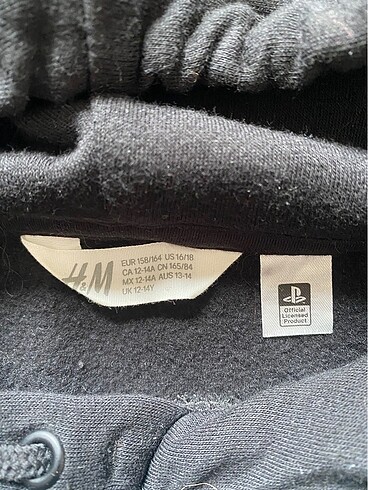 H&M
EUR 158/164 US 16/18
CA 12-14A CN 165/84
MX 12-14A AUS 13-14
UK 12-14Y
Official
Licensed
Product